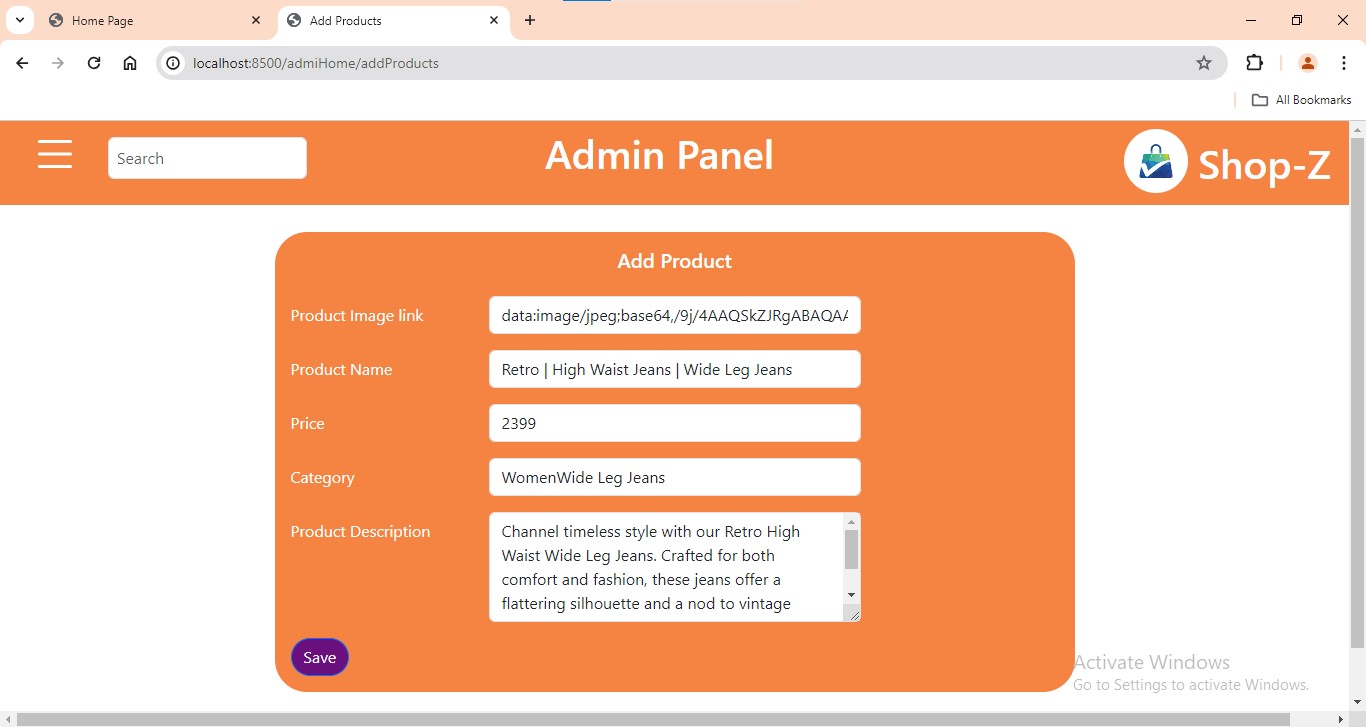 Home Page
Add Products
localhost:8500/admiHome/addProducts
All Bookmarks
Search
Admin Panel
Shop-Z
Add Product
Product Image link
data:image/jpeg;base64,/9j/4AAQSkZJRgABAQAA
Product Name
Retro | High Waist Jeans | Wide Leg Jeans
Price
2399
Category
WomenWide Leg Jeans
Product Description
Channel timeless style with our Retro High
Waist Wide Leg Jeans. Crafted for both
comfort and fashion, these jeans offer a
flattering silhouette and a nod to vintage
Save
Activate Windows
Go to Settings to activate Windows.